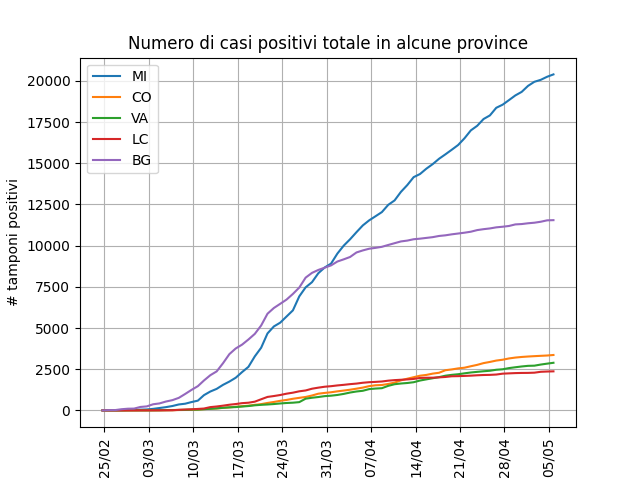 Numero di casi positivi totale in alcune province
MI
CO
VA
LC
BG
# tamponi positivi
20000
17500
15000
12500
10000
7500
5000
2500
0
25/02
03/03
10/03
17/03
24/03
31/03
07/04
14/04
21/04
28/04
05/05